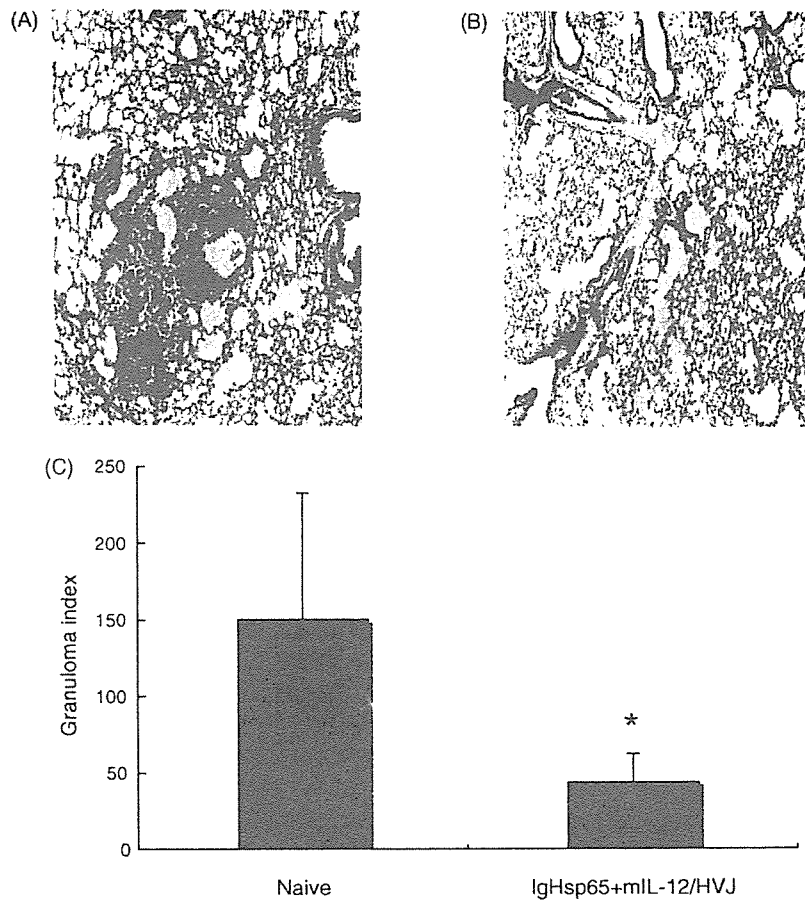 (A)
(B)
(C)
250
200
150
100
50
0
Granuloma index
*
Naive
IgHsp65+mIL-12/HVJ